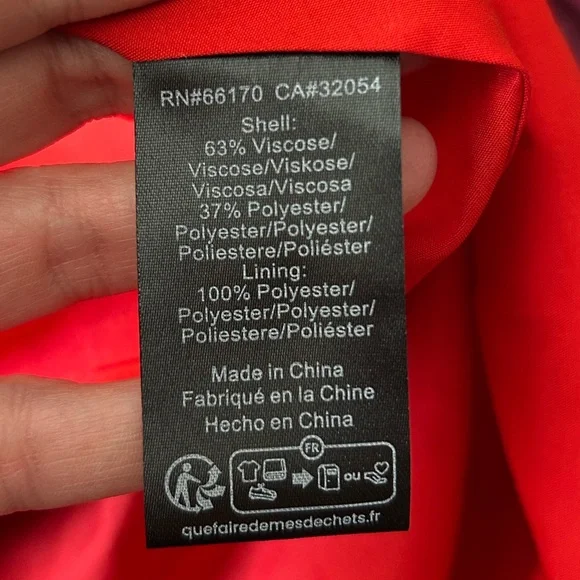 RN#66170 CA#32054
Shell:
63% Viscose/
Viscose/Viskose/
Viscosa/Viscosa
37% Polyester/
Polyester/Polyester/
Poliestere/Poliéster
Lining:
100% Polyester/
Polyester/Polyester/
Poliestere/Poliéster
Made in China
Fabriqué en la Chine
Hecho en China
FR
ou
quefairedemesdechets.fr